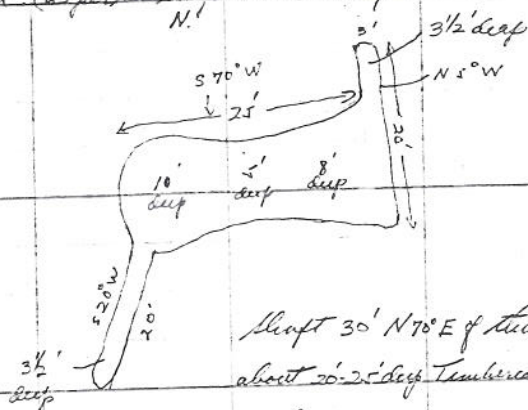 N.
3'
3½' deep
S 70° W
25'
N 5° W
20'
10' deep
deep
8' deep
S 20° W
20'
3½' deep
Shaft 30' N 70° E of
about 20'-25' deep Timbered